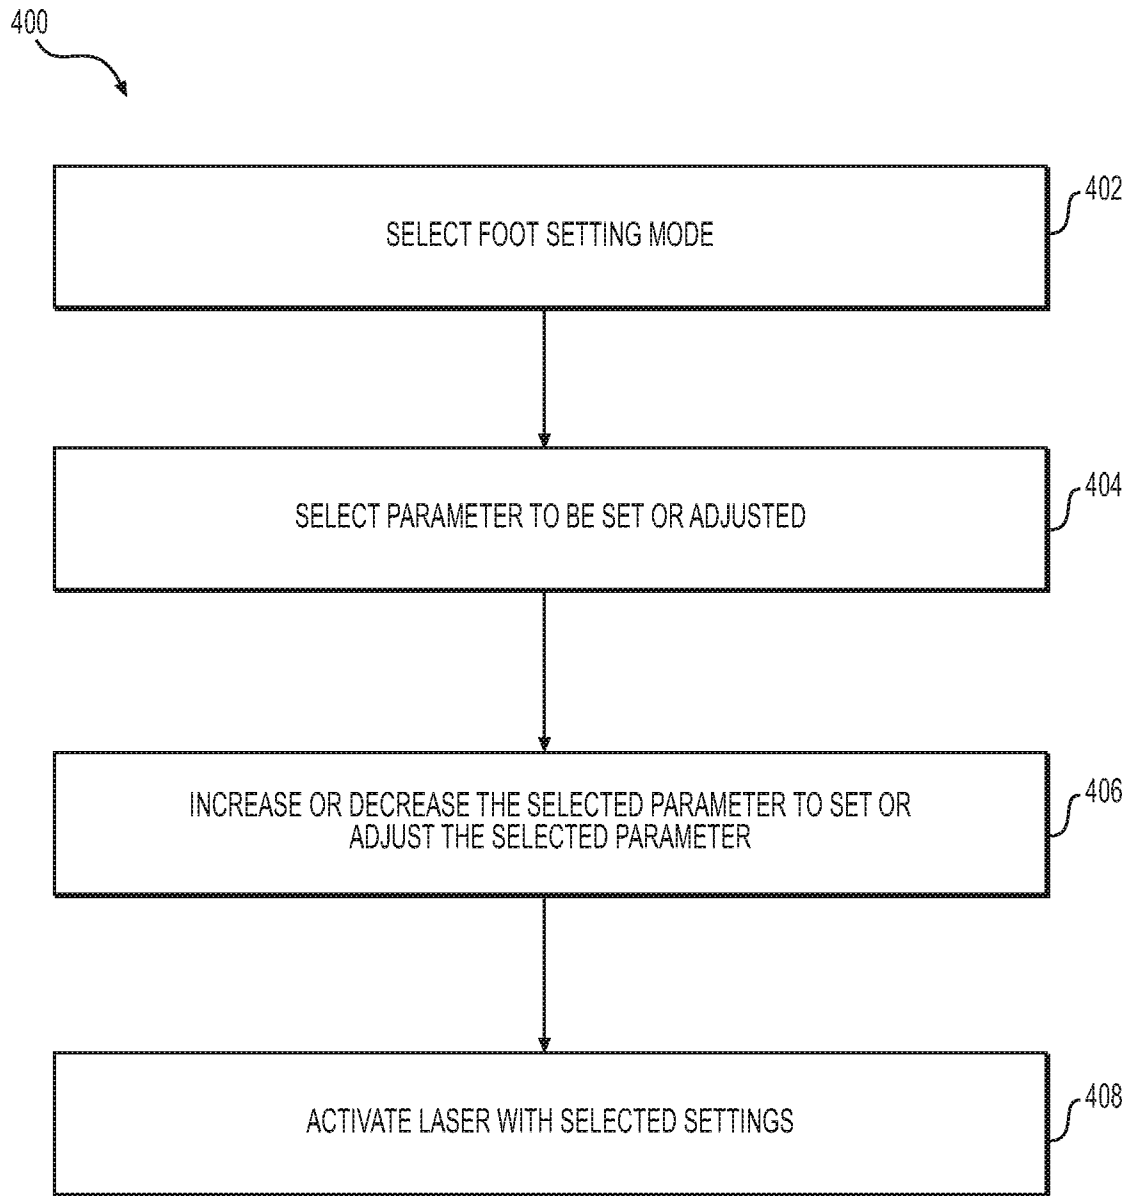 400
SELECT FOOT SETTING MODE
402
SELECT PARAMETER TO BE SET OR ADJUSTED
404
INCREASE OR DECREASE THE SELECTED PARAMETER TO SET OR
ADJUST THE SELECTED PARAMETER
406
ACTIVATE LASER WITH SELECTED SETTINGS
408